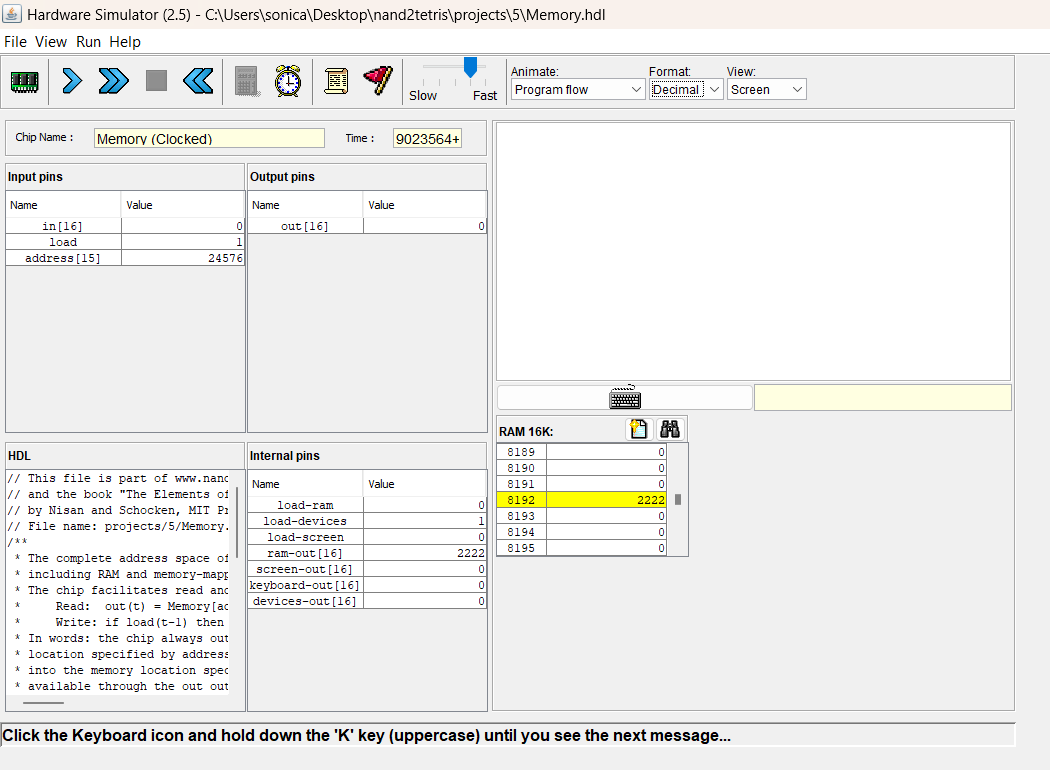 Hardware Simulator (2.5) - C:\Users\sonica\Desktop\nand2tetris\projects\5\Memory.hdl
File View Run Help
Slow Fast
Animate: Format: View:
Program flow Decimal Screen
Chip Name : Memory (Clocked) Time : 9023564+
Input pins
Name Value
in[16] 0
load 1
address[15] 24576
Output pins
Name Value
out[16] 0
HDL
// This file is part of www.nand
// and the book "The Elements of
// by Nisan and Schocken, MIT Pr
// File name: projects/5/Memory.
/**
* The complete address space of
* including RAM and memory-mapp
* The chip facilitates read and
* Read: out(t) = Memory[ad
* Write: if load(t-1) then
* In words: the chip always out
* location specified by address
* into the memory location spec
* available through the out out
Internal pins
Name Value
load-ram 0
load-devices 1
load-screen 0
ram-out[16] 2222
screen-out[16] 0
keyboard-out[16] 0
devices-out[16] 0
RAM 16K:
8189 0
8190 0
8191 0
8192 2222
8193 0
8194 0
8195 0
Click the Keyboard icon and hold down the 'K' key (uppercase) until you see the next message...